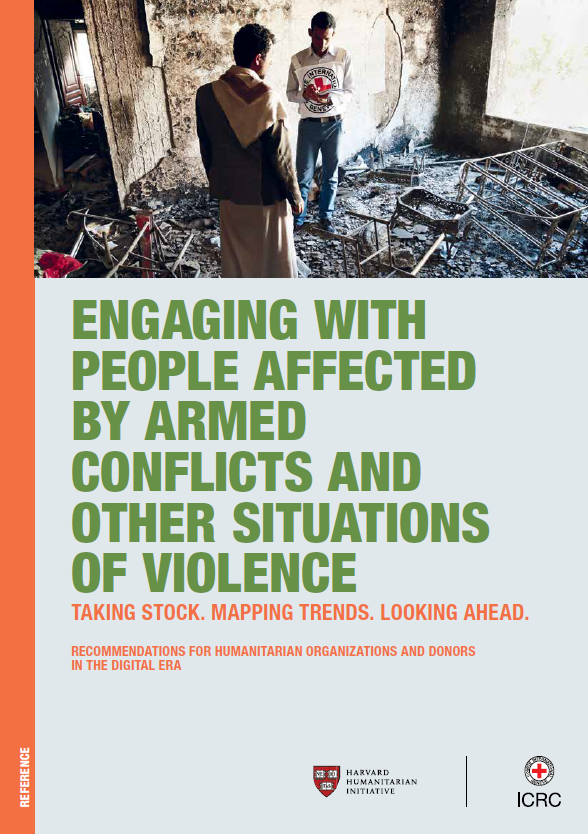 ENGAGING WITH
PEOPLE AFFECTED
BY ARMED
CONFLICTS AND
OTHER SITUATIONS
OF VIOLENCE
TAKING STOCK. MAPPING TRENDS. LOOKING AHEAD.
RECOMMENDATIONS FOR HUMANITARIAN ORGANIZATIONS AND DONORS
IN THE DIGITAL ERA
REFERENCE
HARVARD
HUMANITARIAN
INITIATIVE
ICRC